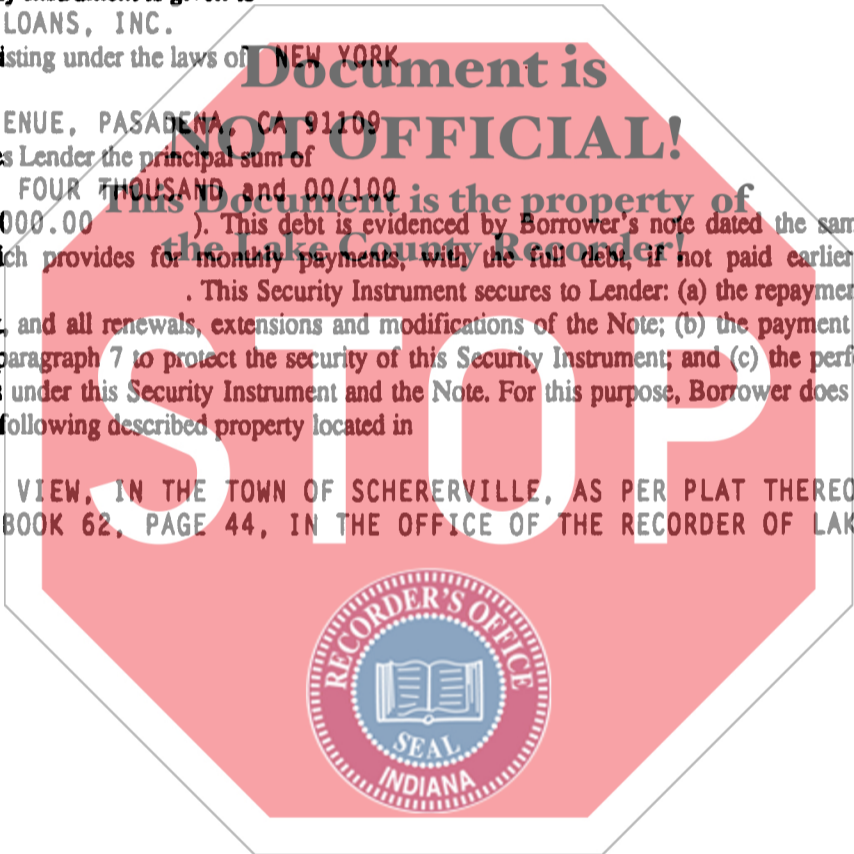 LOANS, INC.
isting under the laws of NEW YORK
Document is
ENUE, PASADENA, CA 91109
NOT OFFICIAL!
s Lender the principal sum of
FOUR THOUSAND and 00/100
This Document is the property of
000.00 ). This debt is evidenced by Borrower's note dated the sam
the Lake County Recorder!
ch provides for monthly payments, with the full debt, if not paid earlier
. This Security Instrument secures to Lender: (a) the repaymen
, and all renewals, extensions and modifications of the Note; (b) the payment
paragraph 7 to protect the security of this Security Instrument; and (c) the perf
under this Security Instrument and the Note. For this purpose, Borrower does
following described property located in
STOP
VIEW, IN THE TOWN OF SCHERERVILLE, AS PER PLAT THEREO
BOOK 62, PAGE 44, IN THE OFFICE OF THE RECORDER OF LAK
RECORDER'S OFFICE
SEAL
INDIANA